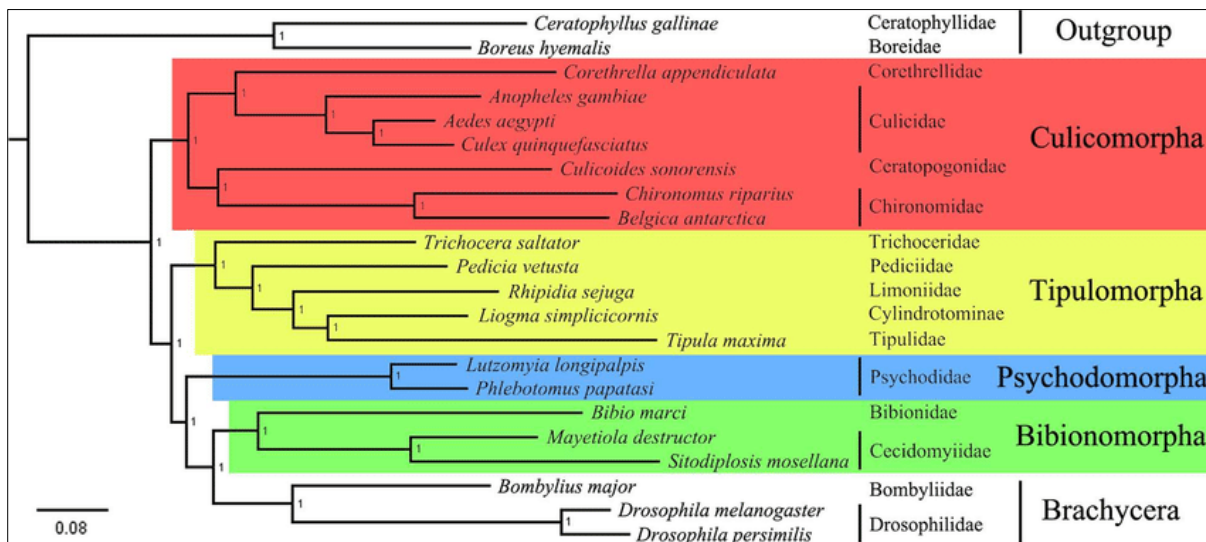 Ceratophyllus gallinae Ceratophyllidae
Outgroup
1
Boreus hyemalis Boreidae
Corethrella appendiculata Corethrellidae
1
Anopheles gambiae
1
Aedes aegypti Culicidae
1
1
Culex quinquefasciatus
Culicomorpha
Culicoides sonorensis Ceratopogonidae
1
Chironomus riparius
1
Chironomidae
Belgica antarctica
1
Trichocera saltator Trichoceridae
1
Pedicia vetusta Pediciidae
1
1
Rhipidia sejuga Limoniidae
Tipulomorpha
1
Liogma simplicicornis Cylindrotominae
1
Tipula maxima Tipulidae
Lutzomyia longipalpis
1
Psychodidae Psychodomorpha
Phlebotomus papatasi
Bibio marci Bibionidae
1
1
Bibionomorpha
Mayetiola destructor
1
Cecidomyiidae
1
Sitodiplosis mosellana
Bombylius major Bombyliidae
1
Brachycera
Drosophila melanogaster
1
Drosophilidae
Drosophila persimilis
0.08